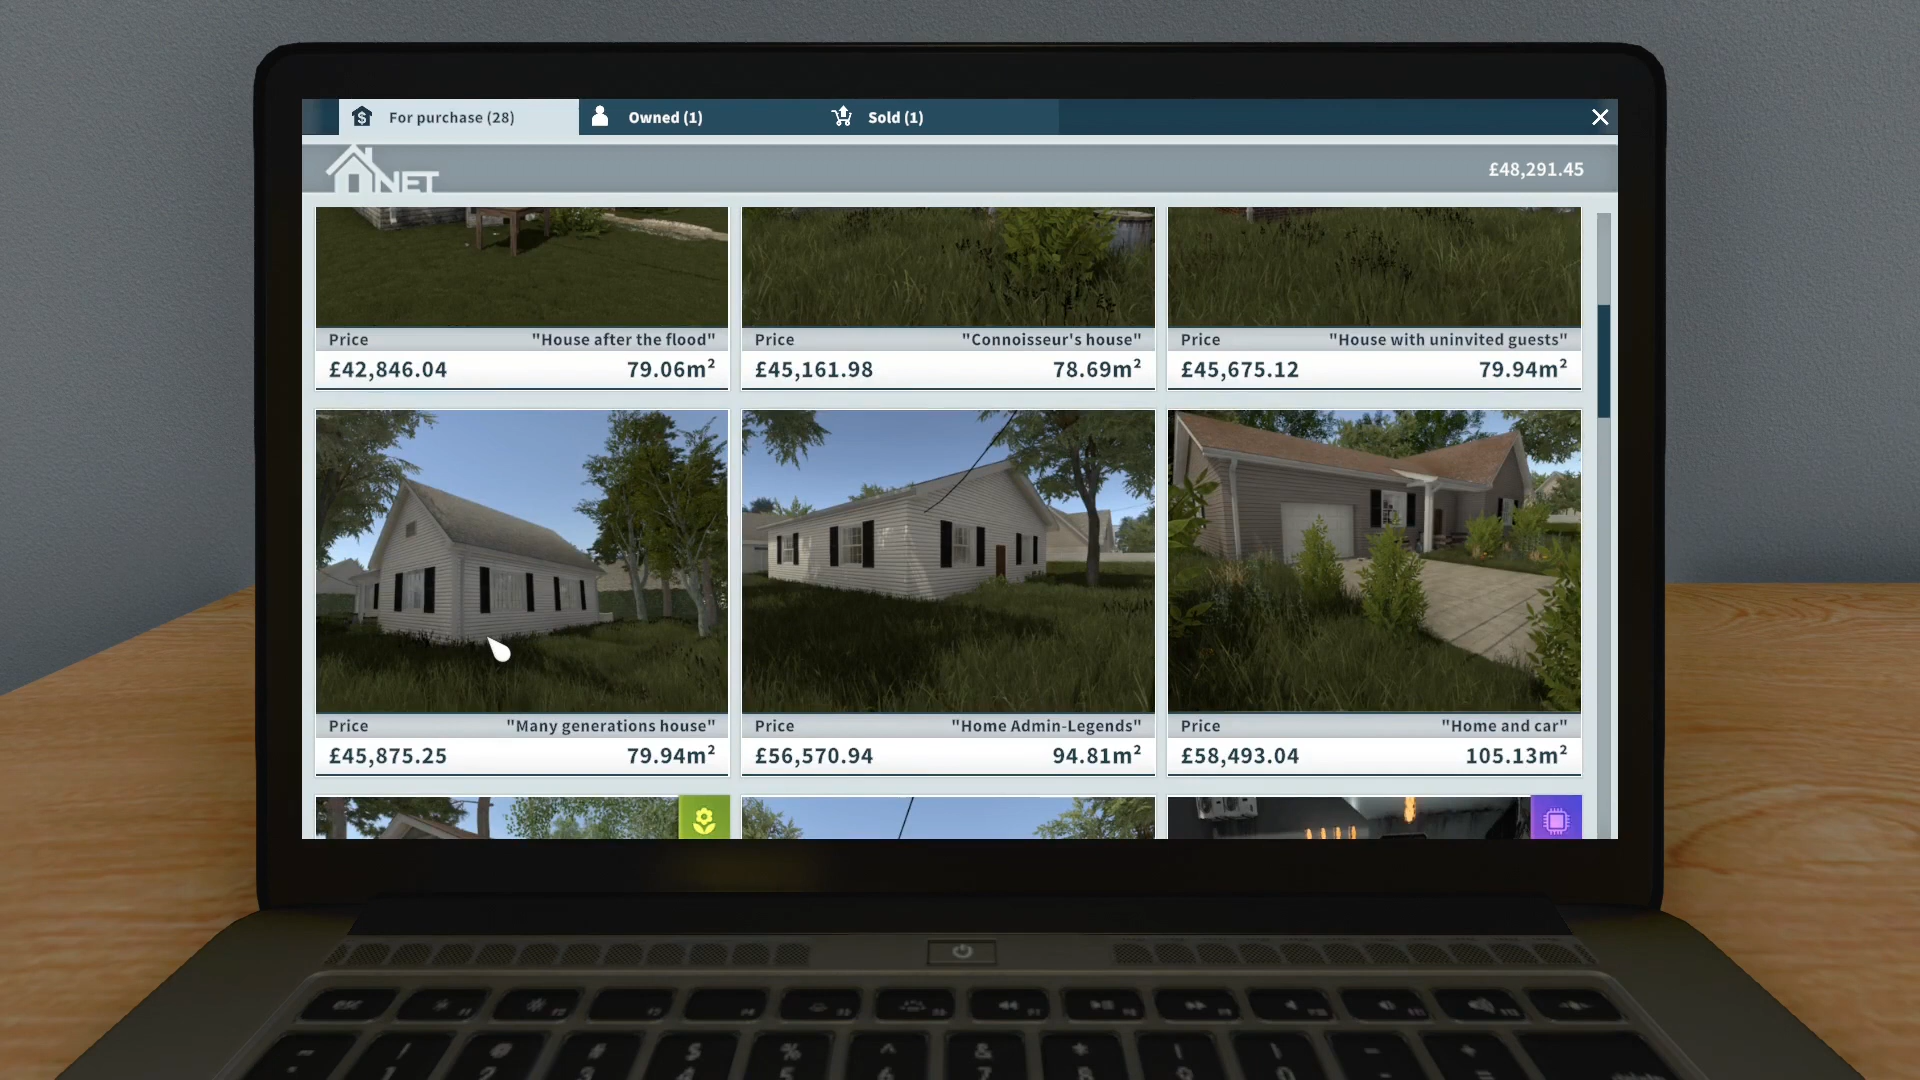 For purchase (28)
Owned (1)
Sold (1)
NET
£48,291.45
Price "House after the flood"
£42,846.04 79.06m²
Price "Connoisseur's house"
£45,161.98 78.69m²
Price "House with uninvited guests"
£45,675.12 79.94m²
Price "Many generations house"
£45,875.25 79.94m²
Price "Home Admin-Legends"
£56,570.94 94.81m²
Price "Home and car"
£58,493.04 105.13m²
esc